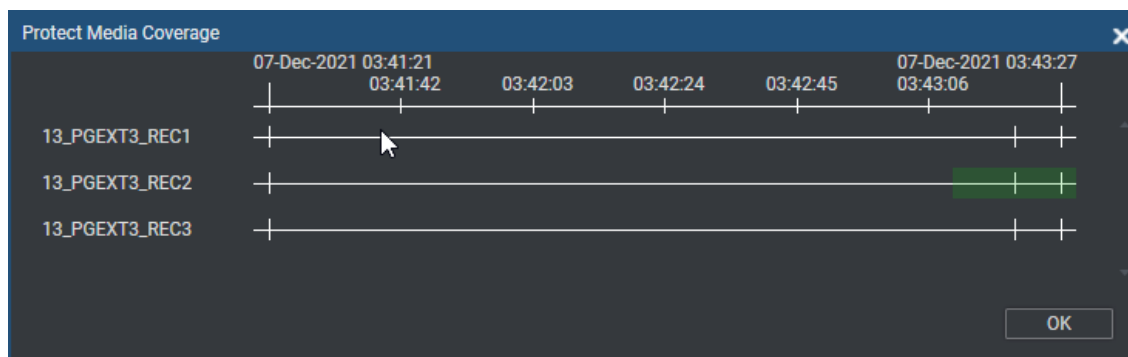 Protect Media Coverage
07-Dec-2021 03:41:21 07-Dec-2021 03:43:27
03:41:42 03:42:03 03:42:24 03:42:45 03:43:06
13_PGEXT3_REC1
13_PGEXT3_REC2
13_PGEXT3_REC3
OK